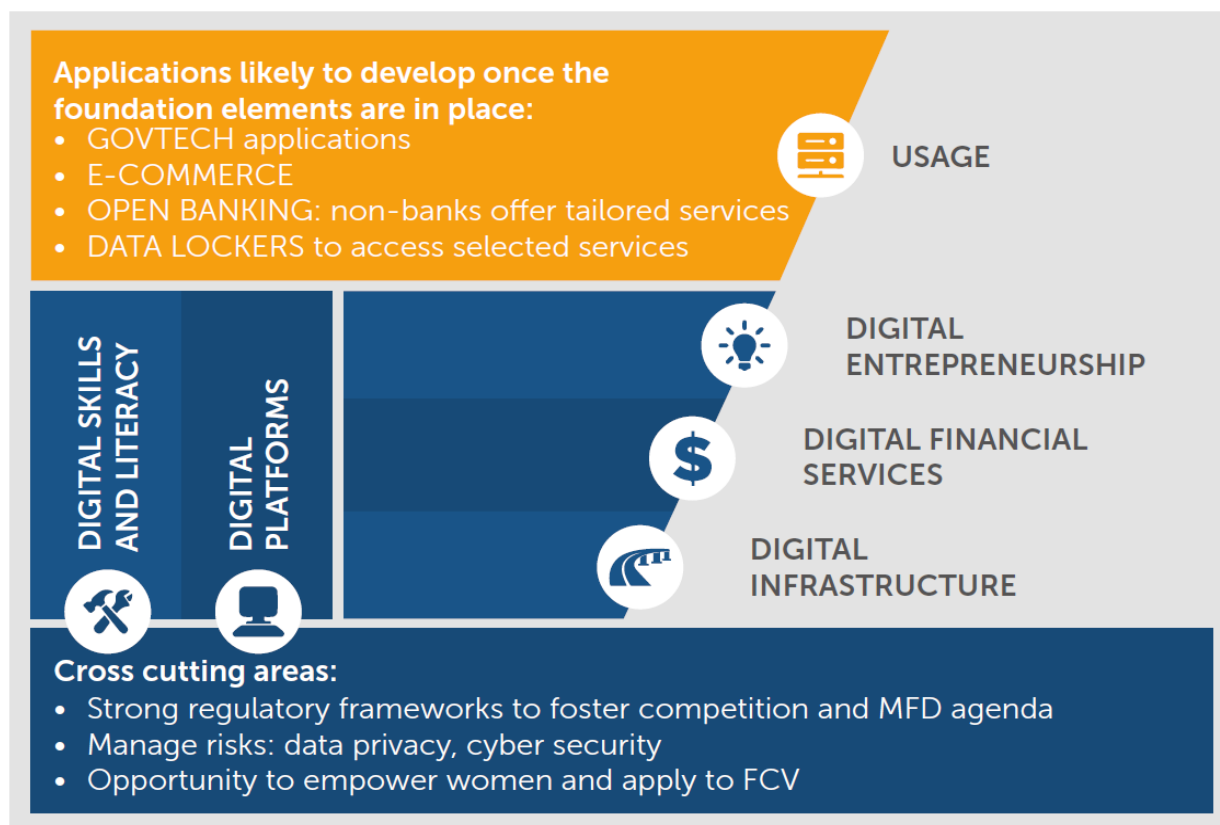 Applications likely to develop once the
foundation elements are in place:
• GOVTECH applications
• E-COMMERCE
• OPEN BANKING: non-banks offer tailored services
• DATA LOCKERS to access selected services
USAGE
DIGITAL SKILLS
AND LITERACY
DIGITAL
PLATFORMS
DIGITAL
ENTREPRENEURSHIP
DIGITAL FINANCIAL
SERVICES
DIGITAL
INFRASTRUCTURE
Cross cutting areas:
• Strong regulatory frameworks to foster competition and MFD agenda
• Manage risks: data privacy, cyber security
• Opportunity to empower women and apply to FCV